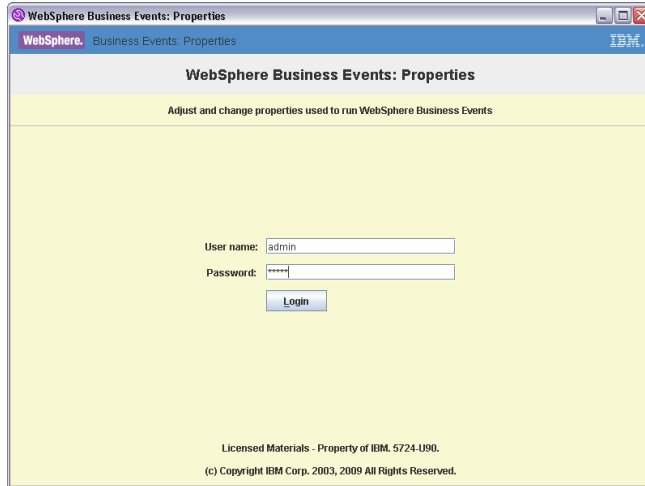 WebSphere Business Events: Properties
WebSphere. Business Events: Properties IBM.
WebSphere Business Events: Properties
Adjust and change properties used to run WebSphere Business Events
User name: admin
Password: *****
Login
Licensed Materials - Property of IBM. 5724-U90.
(c) Copyright IBM Corp. 2003, 2009 All Rights Reserved.